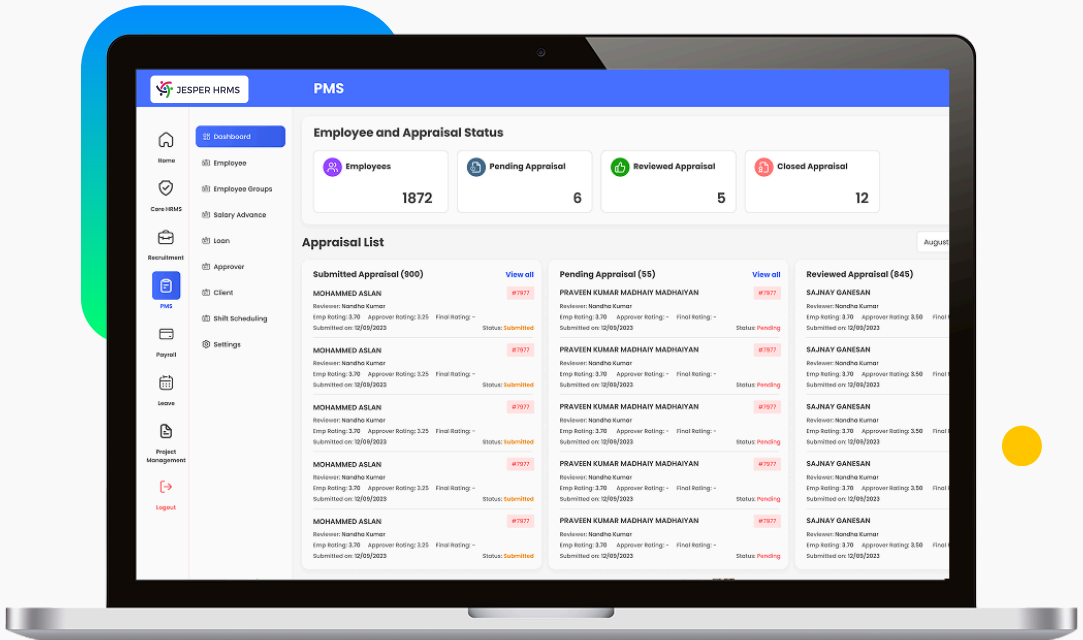 JESPER HRMS
PMS
Home
Core HRMS
Recruitment
PMS
Payroll
Leave
Project
Management
Logout
Dashboard
Employee
Employee Groups
Salary Advance
Loan
Approver
Client
Shift Scheduling
Settings
Employee and Appraisal Status
Employees
1872
Pending Appraisal
6
Reviewed Appraisal
5
Closed Appraisal
12
Appraisal List
August
Submitted Appraisal (900) View all
MOHAMMED ASLAN #7977
Reviewer: Nandha Kumar
Emp Rating: 3.70 Approver Rating: 3.25 Final Rating: -
Submitted on: 12/09/2023 Status: Submitted
MOHAMMED ASLAN #7977
Reviewer: Nandha Kumar
Emp Rating: 3.70 Approver Rating: 3.25 Final Rating: -
Submitted on: 12/09/2023 Status: Submitted
MOHAMMED ASLAN #7977
Reviewer: Nandha Kumar
Emp Rating: 3.70 Approver Rating: 3.25 Final Rating: -
Submitted on: 12/09/2023 Status: Submitted
MOHAMMED ASLAN #7977
Reviewer: Nandha Kumar
Emp Rating: 3.70 Approver Rating: 3.25 Final Rating: -
Submitted on: 12/09/2023 Status: Submitted
MOHAMMED ASLAN #7977
Reviewer: Nandha Kumar
Emp Rating: 3.70 Approver Rating: 3.25 Final Rating: -
Submitted on: 12/09/2023 Status: Submitted
Pending Appraisal (55) View all
PRAVEEN KUMAR MADHAIY MADHAIYAN #7977
Reviewer: Nandha Kumar
Emp Rating: 3.70 Approver Rating: - Final Rating: -
Submitted on: 12/09/2023 Status: Pending
PRAVEEN KUMAR MADHAIY MADHAIYAN #7977
Reviewer: Nandha Kumar
Emp Rating: 3.70 Approver Rating: - Final Rating: -
Submitted on: 12/09/2023 Status: Pending
PRAVEEN KUMAR MADHAIY MADHAIYAN #7977
Reviewer: Nandha Kumar
Emp Rating: 3.70 Approver Rating: - Final Rating: -
Submitted on: 12/09/2023 Status: Pending
PRAVEEN KUMAR MADHAIY MADHAIYAN #7977
Reviewer: Nandha Kumar
Emp Rating: 3.70 Approver Rating: - Final Rating: -
Submitted on: 12/09/2023 Status: Pending
PRAVEEN KUMAR MADHAIY MADHAIYAN #7977
Reviewer: Nandha Kumar
Emp Rating: 3.70 Approver Rating: - Final Rating: -
Submitted on: 12/09/2023 Status: Pending
Reviewed Appraisal (845)
SAJNAY GANESAN
Reviewer: Nandha Kumar
Emp Rating: 3.70 Approver Rating: 3.50 Final
Submitted on: 12/09/2023
SAJNAY GANESAN
Reviewer: Nandha Kumar
Emp Rating: 3.70 Approver Rating: 3.50 Final
Submitted on: 12/09/2023
SAJNAY GANESAN
Reviewer: Nandha Kumar
Emp Rating: 3.70 Approver Rating: 3.50 Final
Submitted on: 12/09/2023
SAJNAY GANESAN
Reviewer: Nandha Kumar
Emp Rating: 3.70 Approver Rating: 3.50 Final
Submitted on: 12/09/2023
SAJNAY GANESAN
Reviewer: Nandha Kumar
Emp Rating: 3.70 Approver Rating: 3.50 Final
Submitted on: 12/09/2023